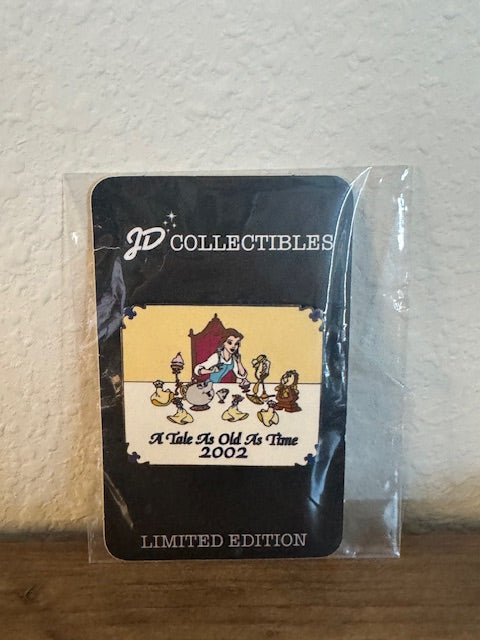 JD COLLECTIBLES
A Tale As Old As Time
2002
LIMITED EDITION